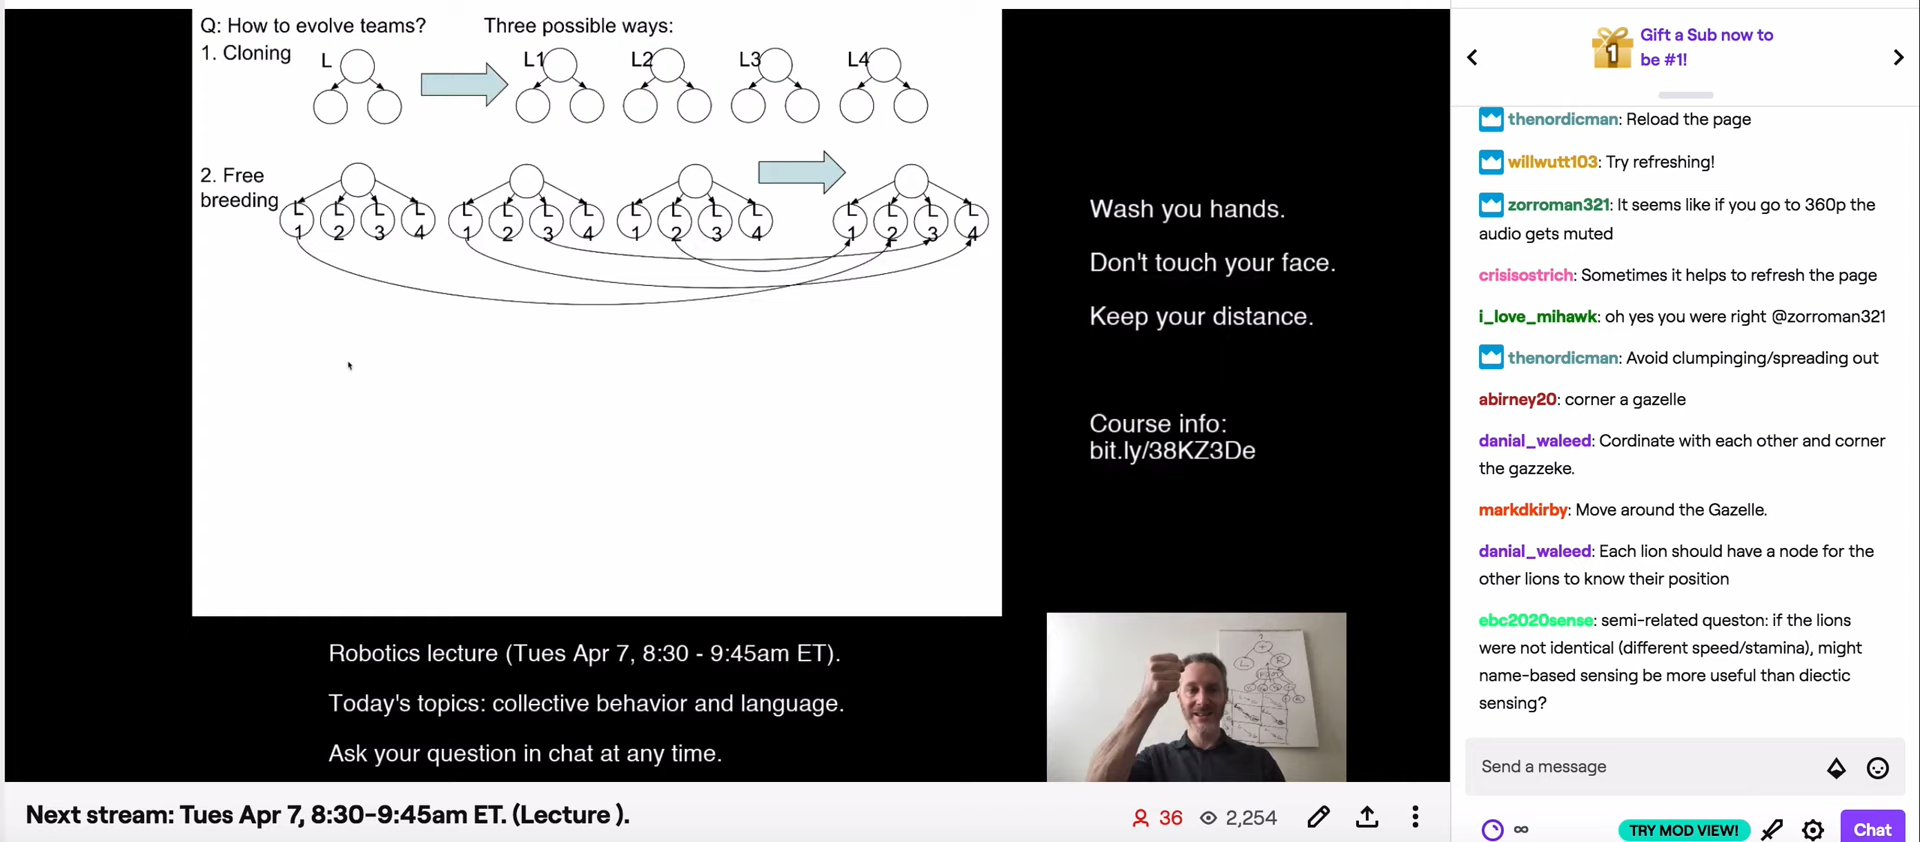 Q: How to evolve teams?
Three possible ways:
1. Cloning
L
L1
L2
L3
L4
2. Free
breeding
L
1
L
2
L
3
L
4
L
1
L
2
L
3
L
4
L
1
L
2
L
3
L
4
L
1
L
2
L
3
L
4
Wash you hands.
Don't touch your face.
Keep your distance.
Course info:
bit.ly/38KZ3De
Robotics lecture (Tues Apr 7, 8:30 - 9:45am ET).
Today's topics: collective behavior and language.
Ask your question in chat at any time.
L
R
Next stream: Tues Apr 7, 8:30-9:45am ET. (Lecture ).
36
2,254
1
Gift a Sub now to
be #1!
thenordicman: Reload the page
willwutt103: Try refreshing!
zorroman321: It seems like if you go to 360p the
audio gets muted
crisisostrich: Sometimes it helps to refresh the page
i_love_mihawk: oh yes you were right @zorroman321
thenordicman: Avoid clumpinging/spreading out
abirney20: corner a gazelle
danial_waleed: Cordinate with each other and corner
the gazzeke.
markdkirby: Move around the Gazelle.
danial_waleed: Each lion should have a node for the
other lions to know their position
ebc2020sense: semi-related queston: if the lions
were not identical (different speed/stamina), might
name-based sensing be more useful than diectic
sensing?
Send a message
∞
TRY MOD VIEW!
Chat